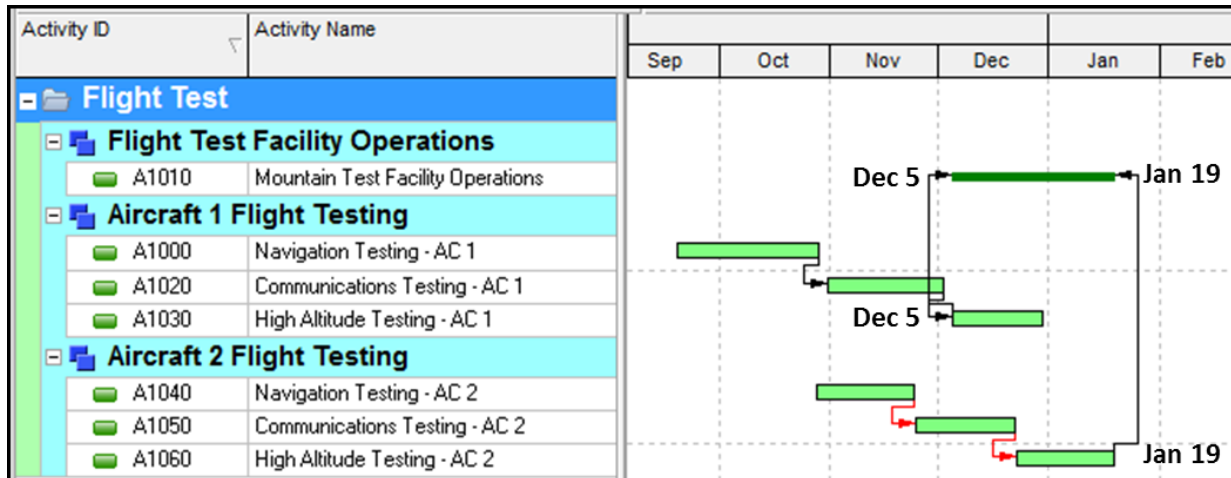 Activity ID Activity Name
Sep Oct Nov Dec Jan Feb
Flight Test
Flight Test Facility Operations
A1010 Mountain Test Facility Operations Dec 5 Jan 19
Aircraft 1 Flight Testing
A1000 Navigation Testing - AC 1
A1020 Communications Testing - AC 1
A1030 High Altitude Testing - AC 1 Dec 5
Aircraft 2 Flight Testing
A1040 Navigation Testing - AC 2
A1050 Communications Testing - AC 2
A1060 High Altitude Testing - AC 2 Jan 19